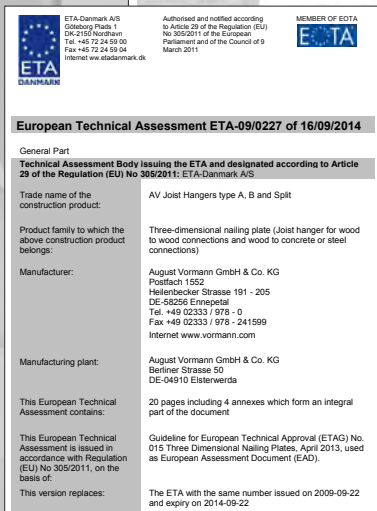 ETA
DANMARK
ETA-Danmark A/S
Göteborg Plads 1
DK-2150 Nordhavn
Tel. +45 72 24 59 00
Fax +45 72 24 59 04
Internet www.etadanmark.dk
Authorised and notified according
to Article 29 of the Regulation (EU)
No 305/2011 of the European
Parliament and of the Council of 9
March 2011
MEMBER OF EOTA
EOTA
European Technical Assessment ETA-09/0227 of 16/09/2014
General Part
Technical Assessment Body issuing the ETA and designated according to Article
29 of the Regulation (EU) No 305/2011: ETA-Danmark A/S
Trade name of the
construction product:
AV Joist Hangers type A, B and Split
Product family to which the
above construction product
belongs:
Three-dimensional nailing plate (Joist hanger for wood
to wood connections and wood to concrete or steel
connections)
Manufacturer:
August Vormann GmbH & Co. KG
Postfach 1552
Heilenbecker Strasse 191 - 205
DE-58256 Ennepetal
Tel. +49 02333 / 978 - 0
Fax +49 02333 / 978 - 241599
Internet www.vormann.com
Manufacturing plant:
August Vormann GmbH & Co. KG
Berliner Strasse 50
DE-04910 Elsterwerda
This European Technical
Assessment contains:
20 pages including 4 annexes which form an integral
part of the document
This European Technical
Assessment is issued in
accordance with Regulation
(EU) No 305/2011, on the
basis of:
Guideline for European Technical Approval (ETAG) No.
015 Three Dimensional Nailing Plates, April 2013, used
as European Assessment Document (EAD).
This version replaces:
The ETA with the same number issued on 2009-09-22
and expiry on 2014-09-22